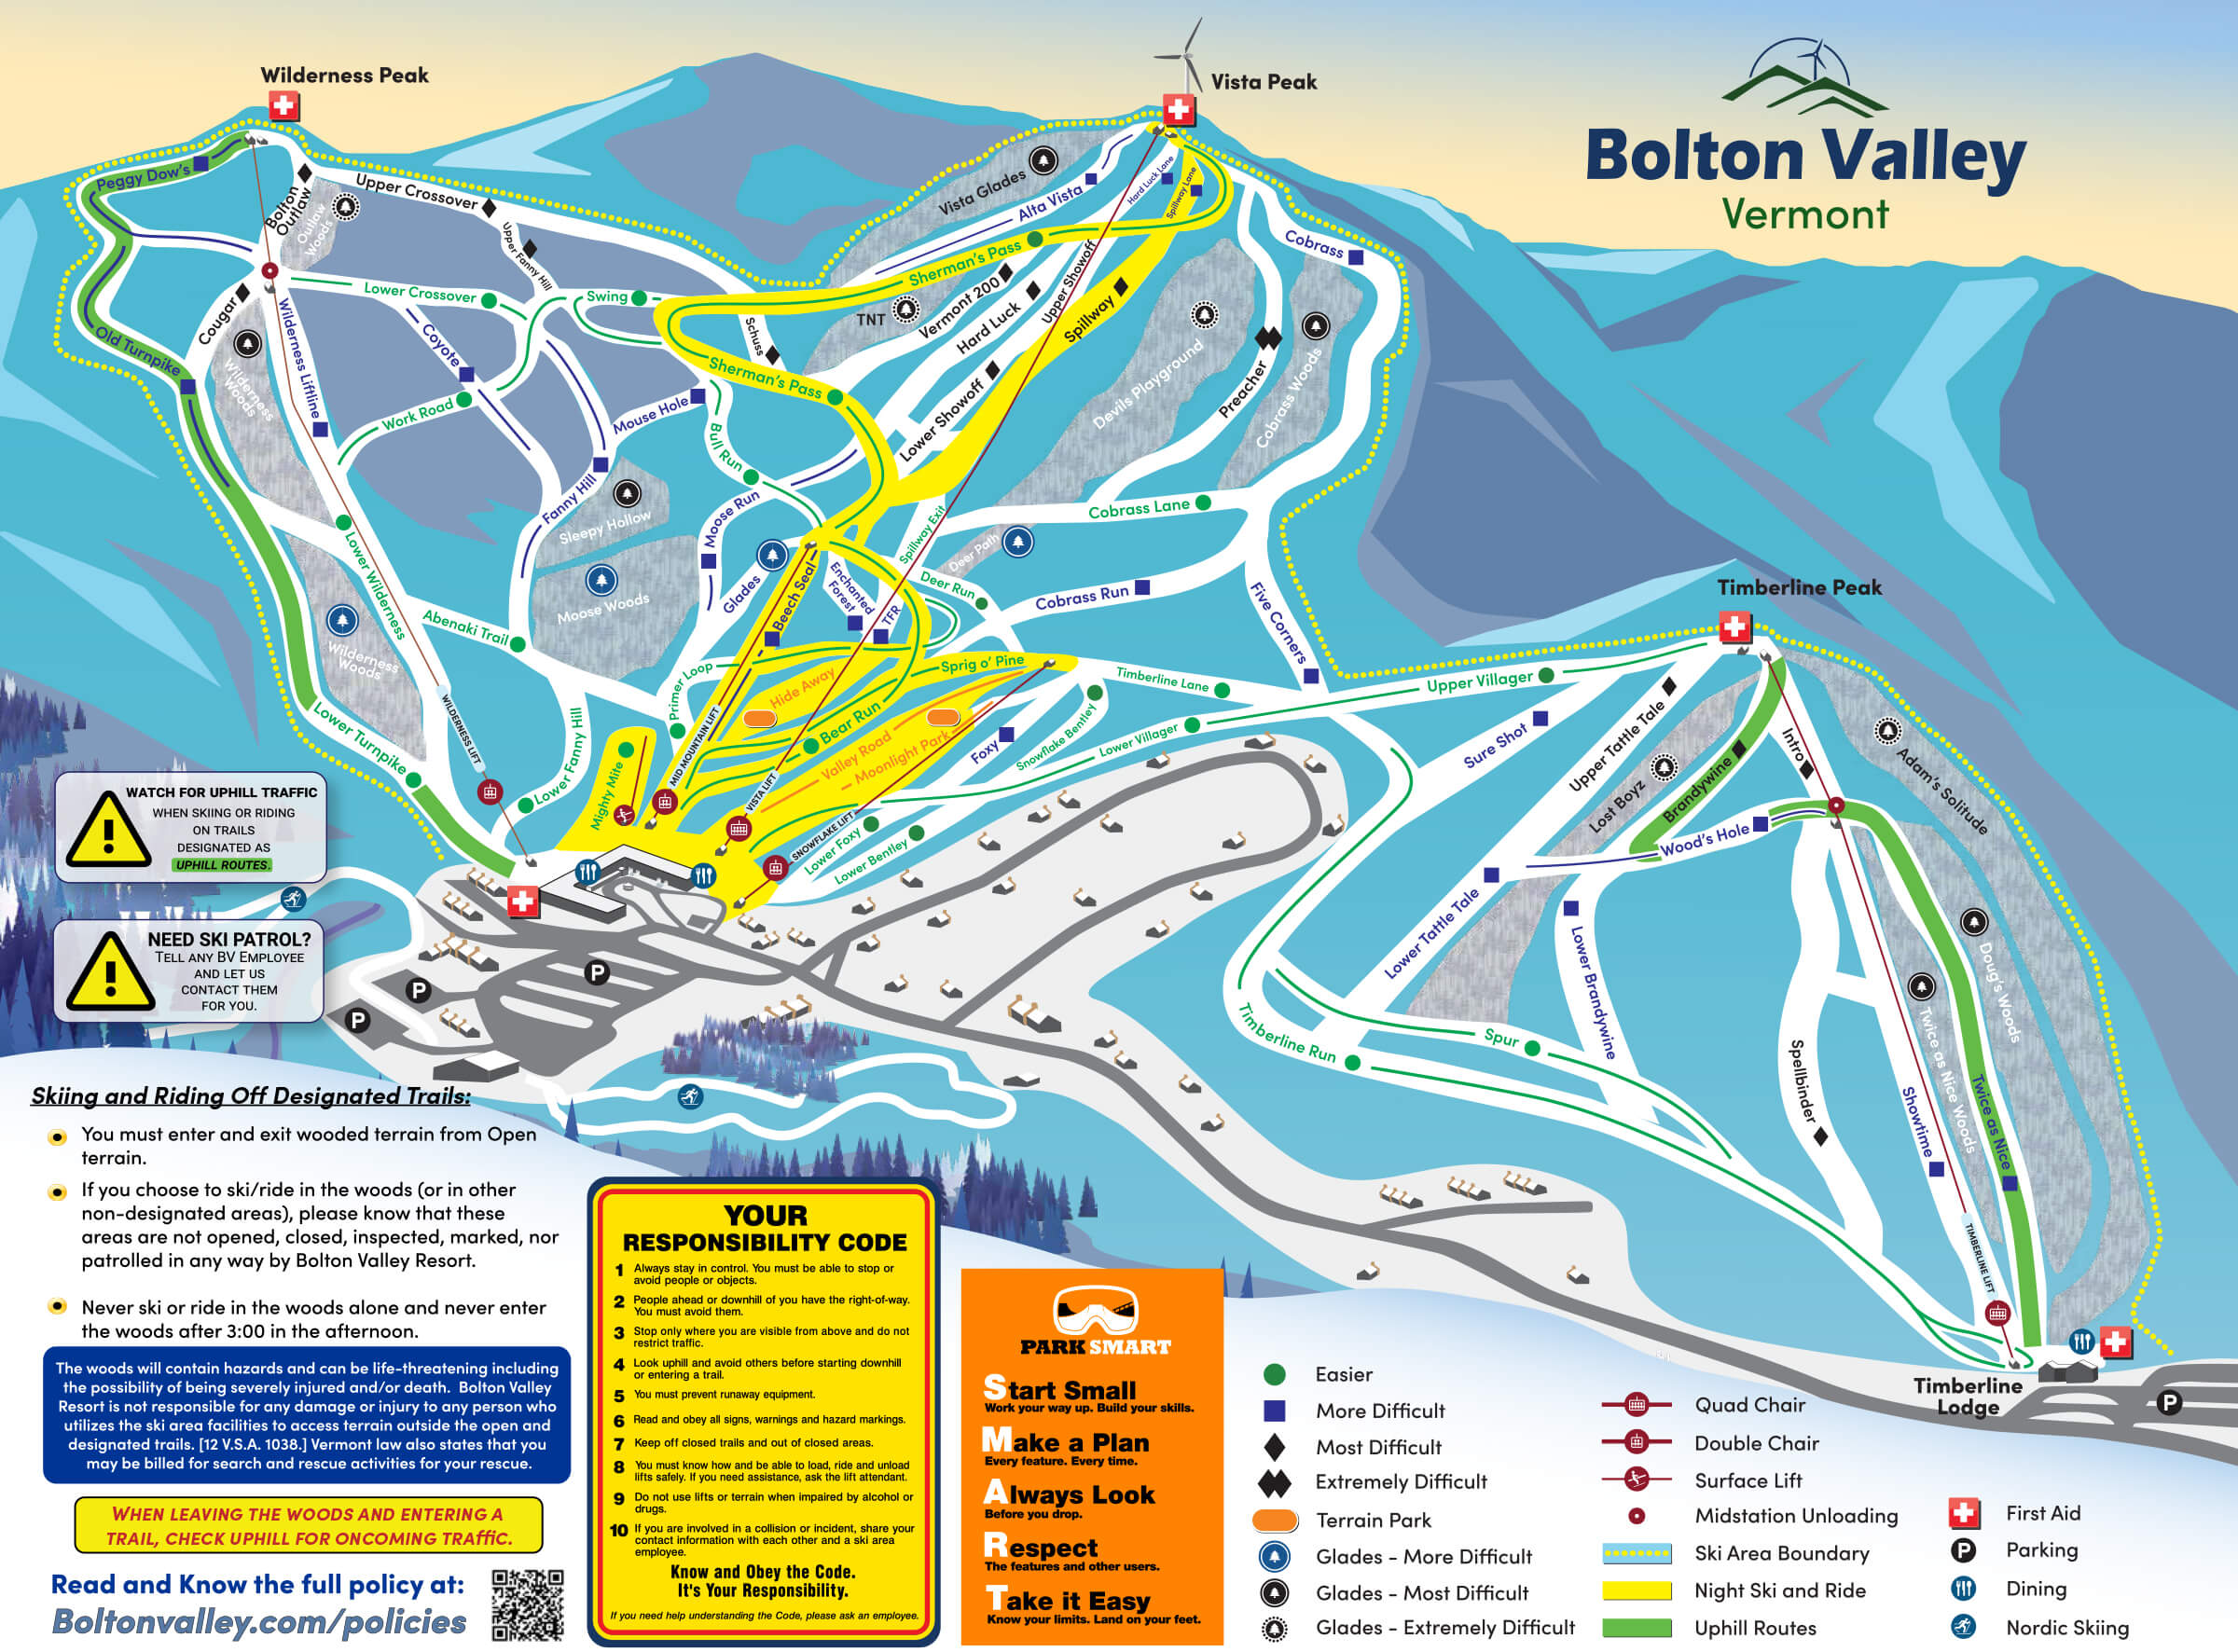 Wilderness Peak
Vista Peak
Bolton Valley
Vermont
Peggy Dow's
Bolton
Outlaw
Outlaw
Woods
Upper Crossover
Upper Fanny Hill
Vista Glades
Alta Vista
Hard Luck Lane
Spillway Lane
Cobrass
Sherman's Pass
Lower Crossover
Swing
Schuss
TNT
Vermont 200
Hard Luck
Upper Showoff
Spillway
Cougar
Wilderness
Woods
Wilderness Liftline
Coyote
Old Turnpike
Work Road
Mouse Hole
Sherman's Pass
Bull Run
Lower Showoff
Devils Playground
Preacher
Cobrass Woods
Fanny Hill
Sleepy Hollow
Moose Run
Cobrass Lane
Spillway Exit
Deer Path
Lower Wilderness
Moose Woods
Glades
Beech Seal
Enchanted
Forest
TFR
Deer Run
Cobrass Run
Five Corners
Timberline Peak
Abenaki Trail
Wilderness
Woods
Primer Loop
Hide Away
Sprig o' Pine
Timberline Lane
Upper Villager
Lower Turnpike
WILDERNESS LIFT
Lower Fanny Hill
Mighty Mite
MID MOUNTAIN LIFT
Bear Run
Valley Road
Moonlight Park
VISTA LIFT
Foxy
Snowflake Bentley
Lower Villager
SNOWFLAKE LIFT
Lower Foxy
Lower Bentley
Sure Shot
Upper Tattle Tale
Lost Boyz
Brandywine
Intro
Adam's Solitude
Wood's Hole
Lower Tattle Tale
Lower Brandywine
Doug's Woods
Twice as Nice Woods
Twice as Nice
Spellbinder
Showtime
TIMBERLINE LIFT
Timberline Run
Spur
Timberline
Lodge
P
P
P
P
WATCH FOR UPHILL TRAFFIC
WHEN SKIING OR RIDING
ON TRAILS
DESIGNATED AS
UPHILL ROUTES.
NEED SKI PATROL?
TELL ANY BV EMPLOYEE
AND LET US
CONTACT THEM
FOR YOU.
Skiing and Riding Off Designated Trails:
You must enter and exit wooded terrain from Open
terrain.
If you choose to ski/ride in the woods (or in other
non-designated areas), please know that these
areas are not opened, closed, inspected, marked, nor
patrolled in any way by Bolton Valley Resort.
Never ski or ride in the woods alone and never enter
the woods after 3:00 in the afternoon.
The woods will contain hazards and can be life-threatening including
the possibility of being severely injured and/or death. Bolton Valley
Resort is not responsible for any damage or injury to any person who
utilizes the ski area facilities to access terrain outside the open and
designated trails. [12 V.S.A. 1038.] Vermont law also states that you
may be billed for search and rescue activities for your rescue.
WHEN LEAVING THE WOODS AND ENTERING A
TRAIL, CHECK UPHILL FOR ONCOMING TRAffIC.
Read and Know the full policy at:
Boltonvalley.com/policies
YOUR
RESPONSIBILITY CODE
1 Always stay in control. You must be able to stop or
avoid people or objects.
2 People ahead or downhill of you have the right-of-way.
You must avoid them.
3 Stop only where you are visible from above and do not
restrict traffic.
4 Look uphill and avoid others before starting downhill
or entering a trail.
5 You must prevent runaway equipment.
6 Read and obey all signs, warnings and hazard markings.
7 Keep off closed trails and out of closed areas.
8 You must know how and be able to load, ride and unload
lifts safely. If you need assistance, ask the lift attendant.
9 Do not use lifts or terrain when impaired by alcohol or
drugs.
10 If you are involved in a collision or incident, share your
contact information with each other and a ski area
employee.
Know and Obey the Code.
It's Your Responsibility.
If you need help understanding the Code, please ask an employee.
PARK SMART
Start Small
Work your way up. Build your skills.
Make a Plan
Every feature. Every time.
Always Look
Before you drop.
Respect
The features and other users.
Take it Easy
Know your limits. Land on your feet.
Easier
More Difficult
Most Difficult
Extremely Difficult
Terrain Park
Glades - More Difficult
Glades - Most Difficult
Glades - Extremely Difficult
Quad Chair
Double Chair
Surface Lift
Midstation Unloading
Ski Area Boundary
Night Ski and Ride
Uphill Routes
First Aid
P Parking
Dining
Nordic Skiing